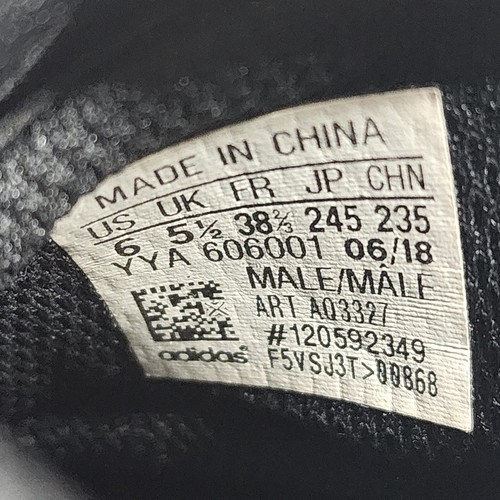 MADE IN CHINA
US UK FR JP CHN
6 5½ 38⅔ 245 235
YYA 606001 06/18
MALE/MÂLE
ART AQ3327
#120592349
adidas® F5VSJ3T>00868